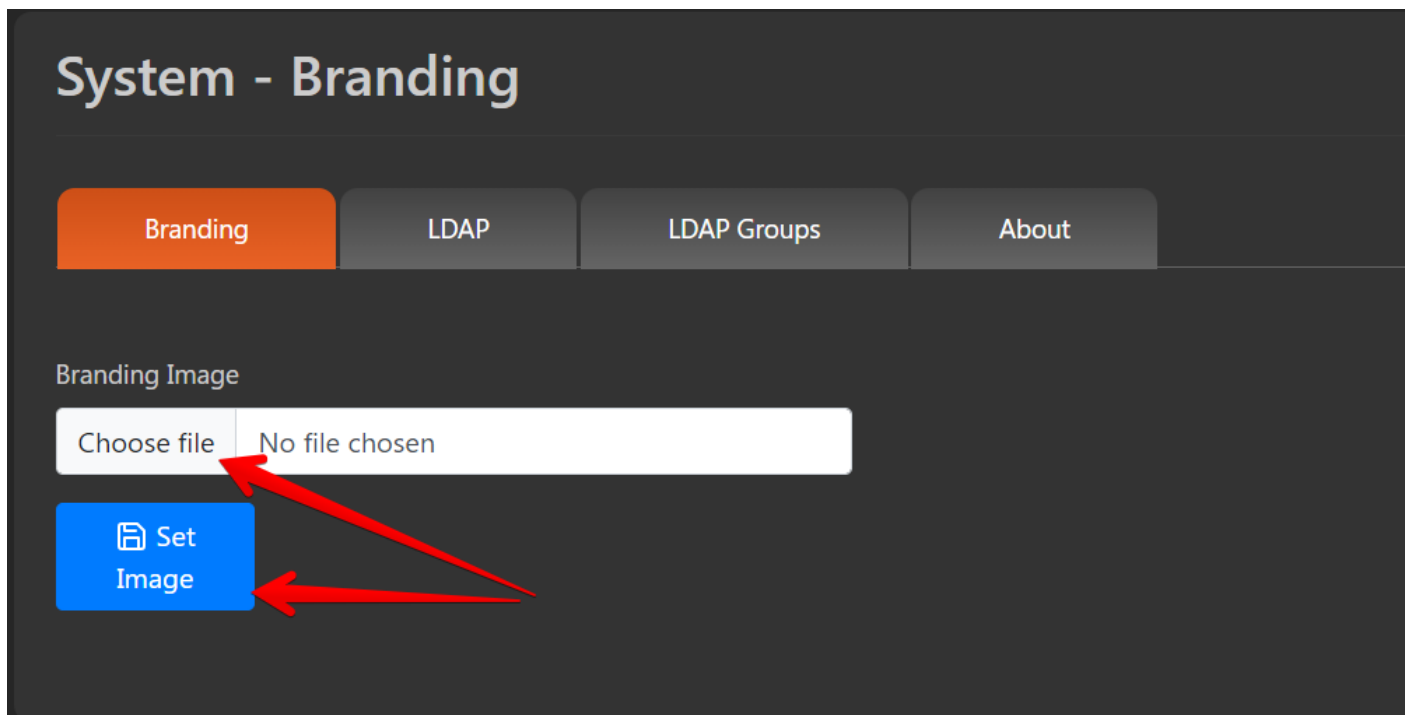 System - Branding
Branding LDAP LDAP Groups About
Branding Image
Choose file No file chosen
Set
Image